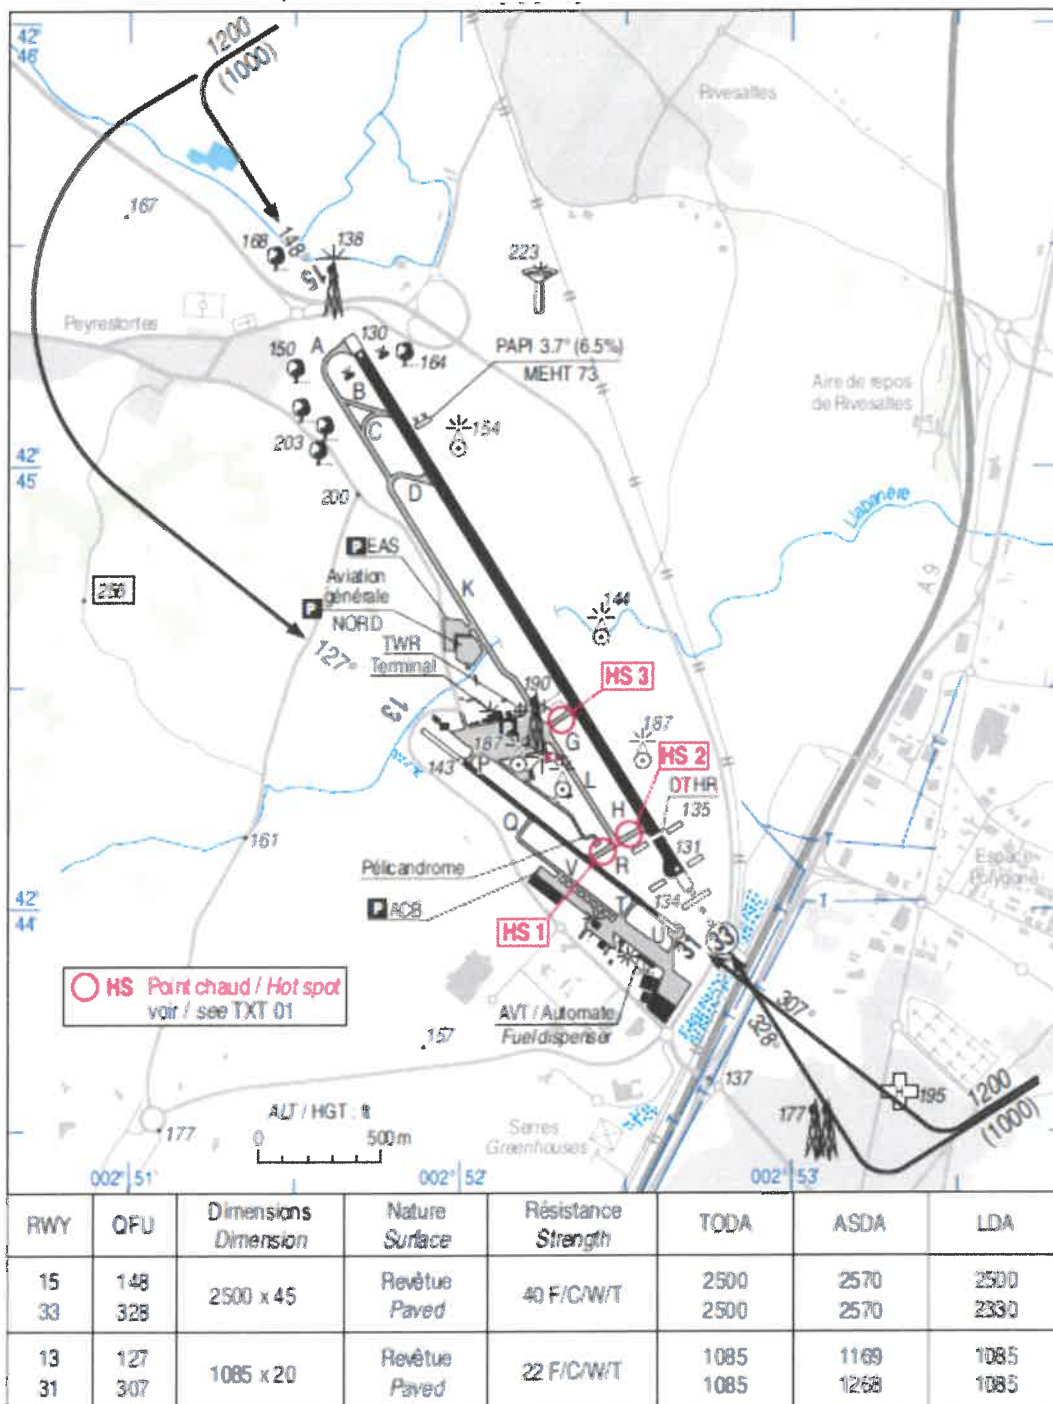 42°
46'
1200
(1000)
Rivesaltes
167
168
148°
138
15
223
Peyrestortes
130
A
150
164
PAPI 3.7° (6.5%)
MEHT 73
B
C
154
Aire de repos
de Rivesaltes
203
42°
45'
D
200
Llabanère
P EAS
A 9
K
Aviation
générale
NORD
P
144
127°
TWR
Terminal
190
HS 3
13
G
187
HS 2
187
143
P
L
DTHR
H
135
Q
131
Pélicandrome
V
R
Espace
Polygone
P ACB
T
134
42°
44'
HS 1
U
33
HS Point chaud / Hot spot
voir / see TXT 01
AVT / Automate
Fuel dispenser
307°
328°
157
137
195
1200
(1000)
177
ALT / HGT : ft
0 500 m
Serres
Greenhouses
177
002° 51' 002° 52' 002° 53'
RWY QFU Dimensions Nature Résistance TODA ASDA LDA
Dimension Surface Strength
15 148 2500 x 45 Revêtue 40 F/C/W/T 2500 2570 2500
33 328 Paved 2500 2570 2330
13 127 1085 x 20 Revêtue 22 F/C/W/T 1085 1169 1085
31 307 Paved 1085 1268 1085